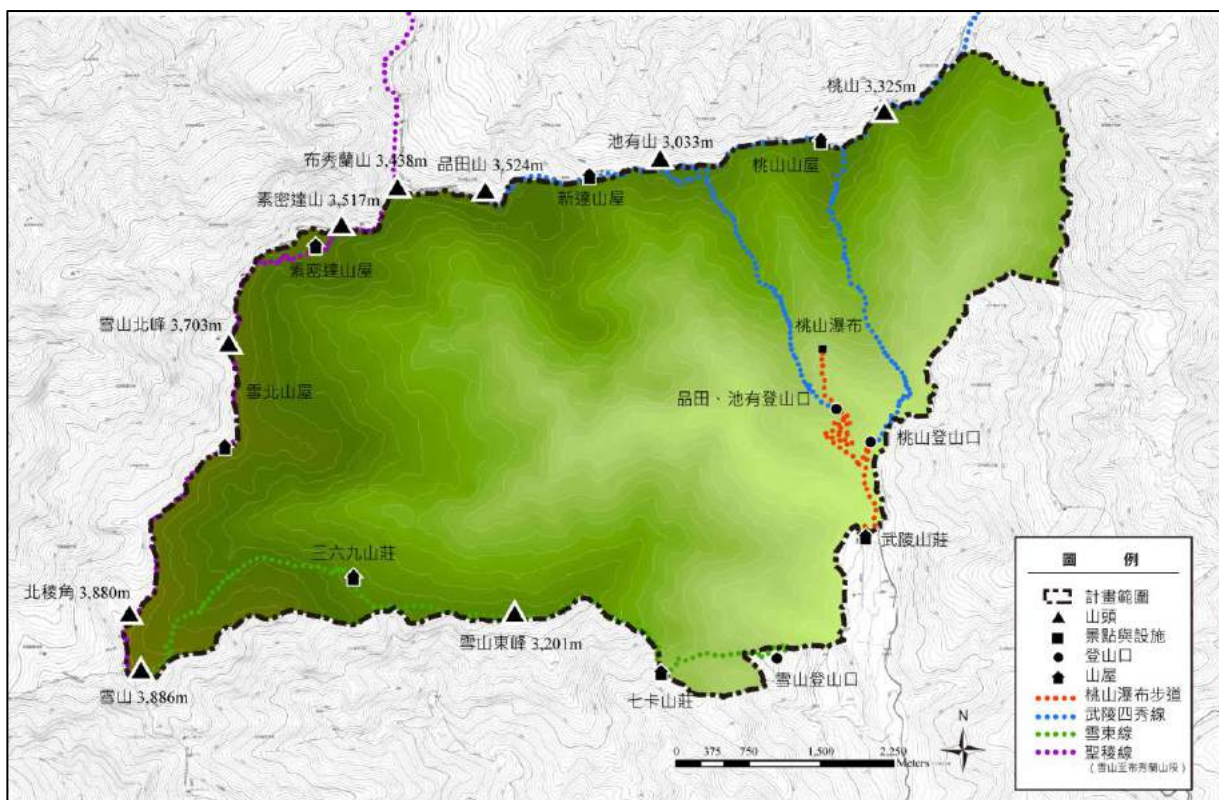 桃山 3,325m
池有山 3,033m
布秀蘭山 3,438m
品田山 3,524m
桃山山屋
新達山屋
素密達山 3,517m
素密達山屋
雪山北峰 3,703m
桃山瀑布
雪北山屋
品田、池有登山口
桃山登山口
武陵山莊
三六九山莊
北稜角 3,880m
雪山東峰 3,201m
雪山 3,886m
七卡山莊
雪山登山口
N
0 375 750 1,500 2,250
Meters
圖 例
計畫範圍
山頭
景點與設施
登山口
山屋
桃山瀑布步道
武陵四秀線
雪東線
聖稜線
(雪山至布秀蘭山段)